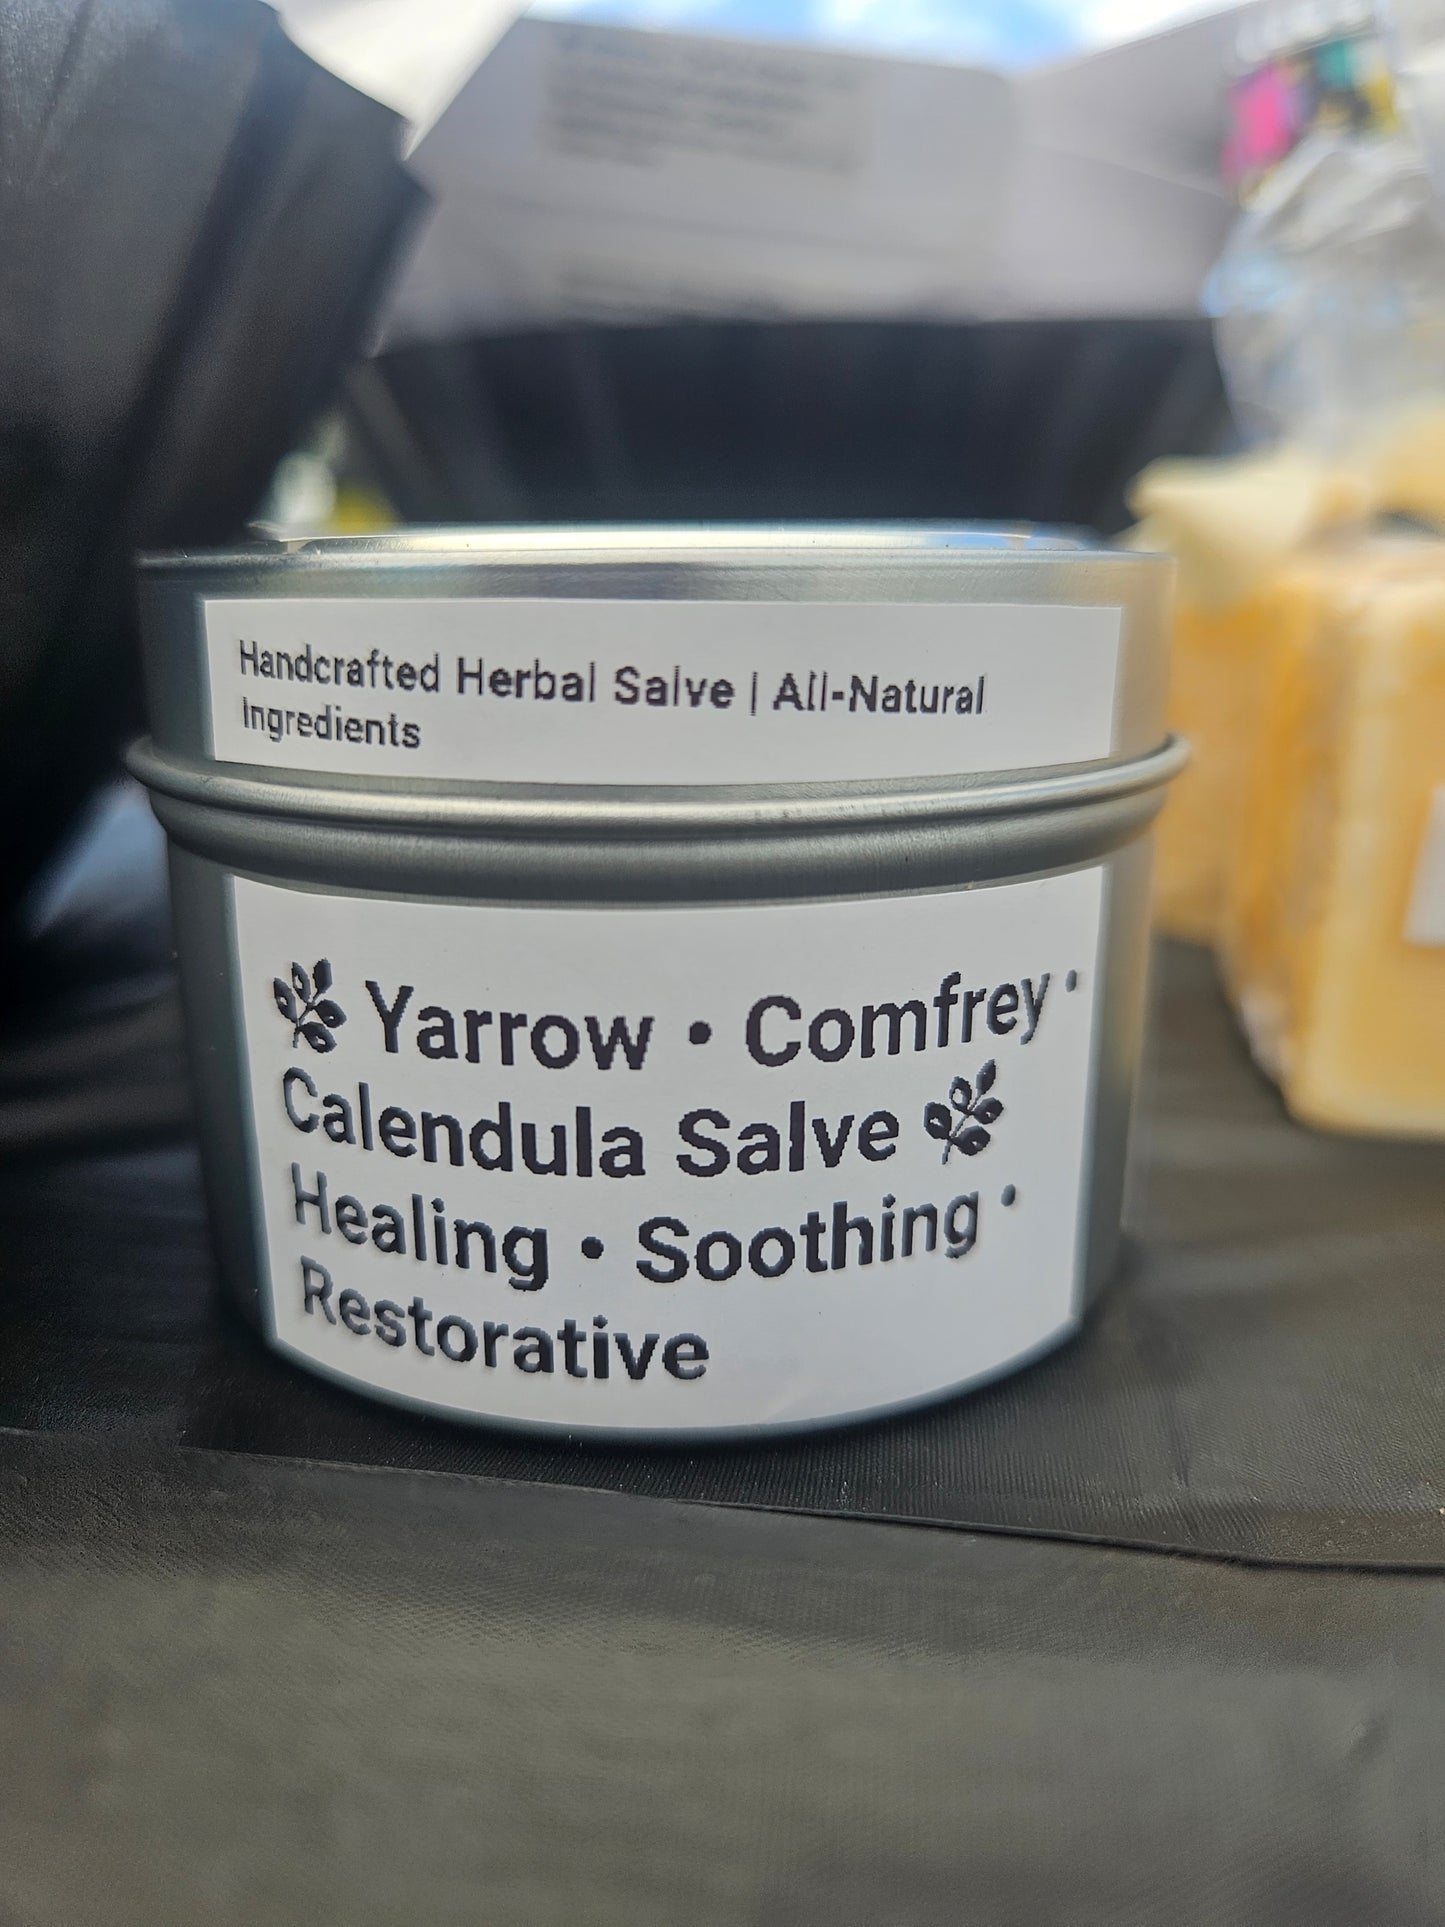 Handcrafted Herbal Salve | All-Natural
Ingredients
🌿 Yarrow • Comfrey •
Calendula Salve 🌿
Healing • Soothing •
Restorative